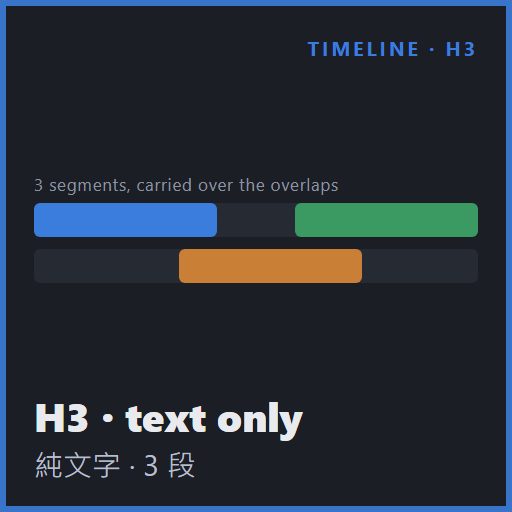 TIMELINE · H3
3 segments, carried over the overlaps
H3 · text only
純文字 · 3 段